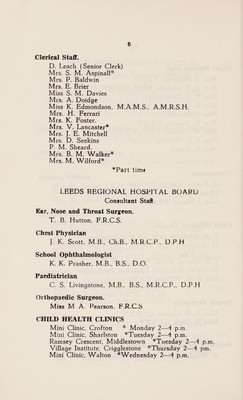 6
Clerical Staff.
D. Leach (Senior Clerk)
Mrs. S. M. Aspinall*
Mrs. P. Baldwin
Mrs. E. Brier
Miss S. M. Davies
Mrs. A. Doidge
Miss K. Edmondson, M.A.M.S., A.M.R.S.H.
Mrs. H. Ferrari
Mrs. K. Foster.
Mrs. V. Lancaster*
Mrs. J. E. Mitchell
Mrs. D. Seekins
P. M. Sheard.
Mrs. B. M. Walker*
Mrs. M. Wilford*
*Part time
LEEDS REGIONAL HOSPITAL BOARD
Consultant Staff.
Ear, Nose and Throat Surgeon.
T. B. Hutton, F.R.C.S.
Chest Physician
J. K. Scott, M.B., Ch.B., M.R.C.P., D.P.H
School Ophthalmologist
K. K. Prasher, M.B., B.S., D.O.
Paediatrician
C. S. Livingstone, M.B., B.S., M.R.C.P., D.P.H
Orthopaedic Surgeon.
Miss M A. Pearson, F.R.C.S
CHILD HEALTH CLINICS
Mini Clinic, Crofton * Monday 2—4 p.m.
Mini Clinic, Sharlston *Tuesday 2—4 p.m.
Ramsey Crescent, Middlestown *Tuesday 2—4 p.m.
Village Institute, Crigglestone *Thursday 2—4 p.m.
Mini Clinic, Walton *Wednesday 2—4 p.m.